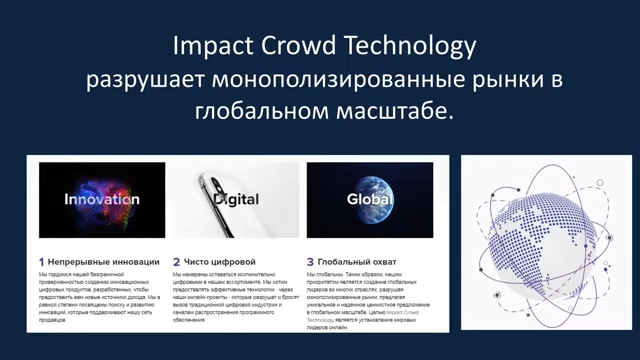 Impact Crowd Technology
разрушает монополизированные рынки в
глобальном масштабе.
Innovation
Digital
Global
1 Непрерывные инновации
Мы гордимся нашей безграничной
приверженностью созданию инновационных
цифровых продуктов, разработанных, чтобы
предоставить вам новые источники дохода. Мы в
равной степени посвящены поиску и развитию
инноваций, которые поддерживают нашу сеть
продавцов.
2 Чисто цифровой
Мы намерены оставаться исключительно
цифровыми в нашем ассортименте. Мы хотим
предоставлять эффективные технологии - через
наши онлайн проекты - которые разрушат и бросят
вызов традиционной цифровой индустрии и
каналам распространения программного
обеспечения
3 Глобальный охват
Мы глобальны. Таким образом, нашим
приоритетом является создание глобальных
лидеров во многих отраслях, разрушая
монополизированные рынки, предлагая
уникальное и надежное ценностное предложение
в глобальном масштабе. Целью Impact Crowd
Technology является установление мировых
лидеров онлайн.